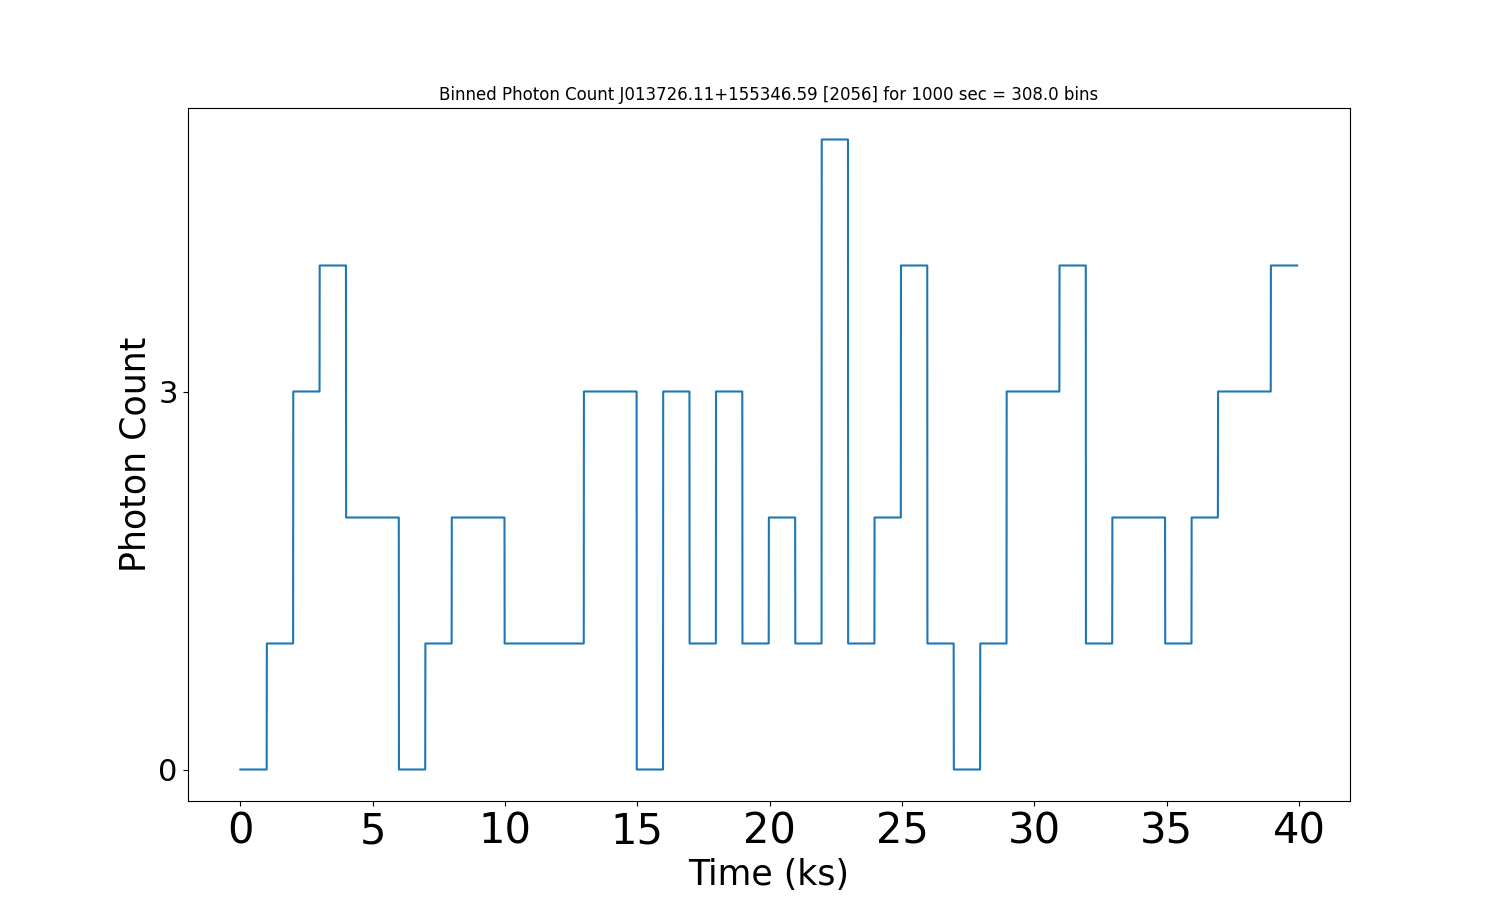 Binned Photon Count J013726.11+155346.59 [2056] for 1000 sec = 308.0 bins
Photon Count
3
0
0 5 10 15 20 25 30 35 40
Time (ks)